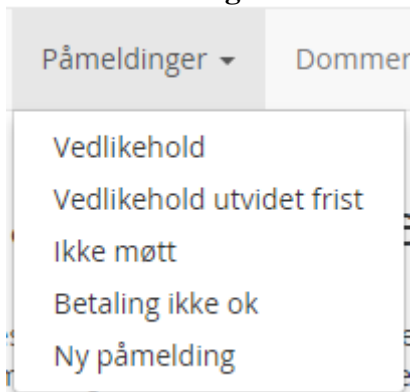 Påmeldinger
Dommer
Vedlikehold
Vedlikehold utvidet frist
Ikke møtt
Betaling ikke ok
Ny påmelding